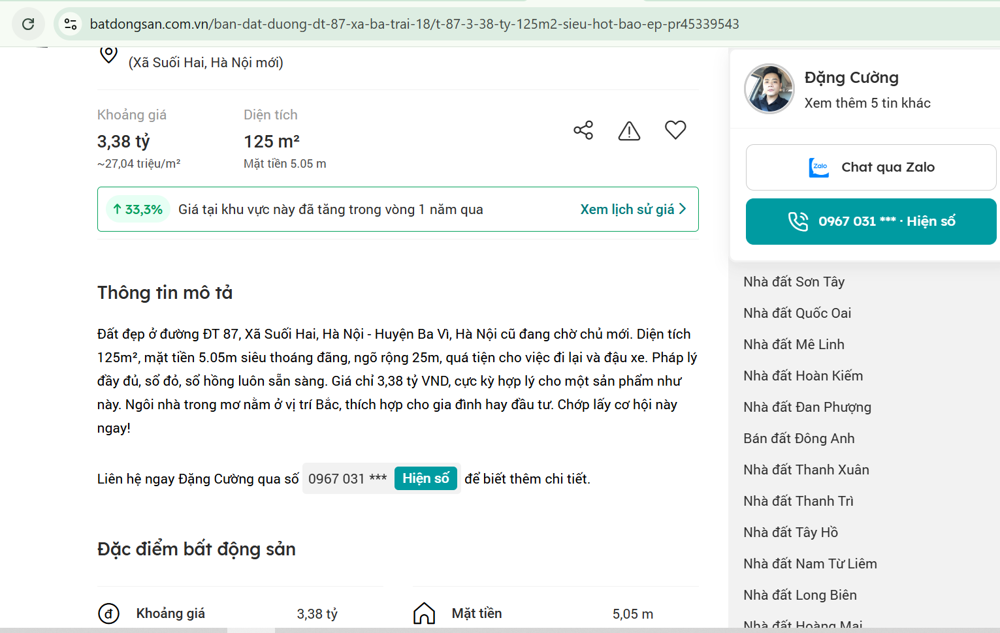 batdongsan.com.vn/ban-dat-duong-dt-87-xa-ba-trai-18/t-87-3-38-ty-125m2-sieu-hot-bao-ep-pr45339543
(Xã Suối Hai, Hà Nội mới)
Khoảng giá
3,38 tỷ
~27,04 triệu/m²
Diện tích
125 m²
Mặt tiền 5.05 m
33,3%
Giá tại khu vực này đã tăng trong vòng 1 năm qua
Xem lịch sử giá
Thông tin mô tả
Đất đẹp ở đường ĐT 87, Xã Suối Hai, Hà Nội - Huyện Ba Vì, Hà Nội cũ đang chờ chủ mới. Diện tích
125m², mặt tiền 5.05m siêu thoáng đãng, ngõ rộng 25m, quá tiện cho việc đi lại và đậu xe. Pháp lý
đầy đủ, sổ đỏ, sổ hồng luôn sẵn sàng. Giá chỉ 3,38 tỷ VND, cực kỳ hợp lý cho một sản phẩm như
này. Ngôi nhà trong mơ nằm ở vị trí Bắc, thích hợp cho gia đình hay đầu tư. Chớp lấy cơ hội này
ngay!
Liên hệ ngay Đặng Cường qua số 0967 031 *** Hiện số để biết thêm chi tiết.
Đặc điểm bất động sản
đ Khoảng giá 3,38 tỷ
Mặt tiền 5,05 m
Đặng Cường
Xem thêm 5 tin khác
Zalo Chat qua Zalo
0967 031 *** · Hiện số
Nhà đất Sơn Tây
Nhà đất Quốc Oai
Nhà đất Mê Linh
Nhà đất Hoàn Kiếm
Nhà đất Đan Phượng
Bán đất Đông Anh
Nhà đất Thanh Xuân
Nhà đất Thanh Trì
Nhà đất Tây Hồ
Nhà đất Nam Từ Liêm
Nhà đất Long Biên
Nhà đất Hoàng Mai